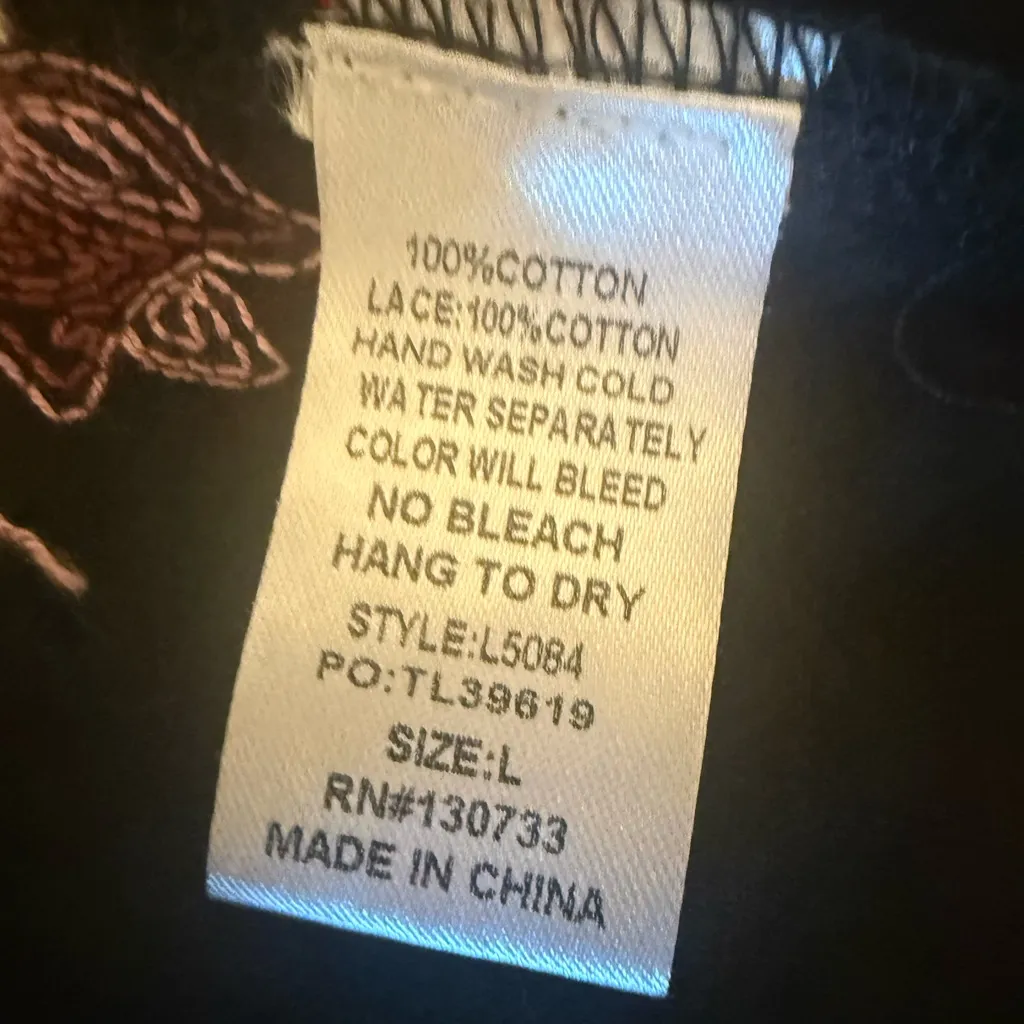 100%COTTON
LACE:100%COTTON
HAND WASH COLD
WATER SEPARATELY
COLOR WILL BLEED
NO BLEACH
HANG TO DRY
STYLE:L5084
PO:TL39619
SIZE:L
RN#130733
MADE IN CHINA